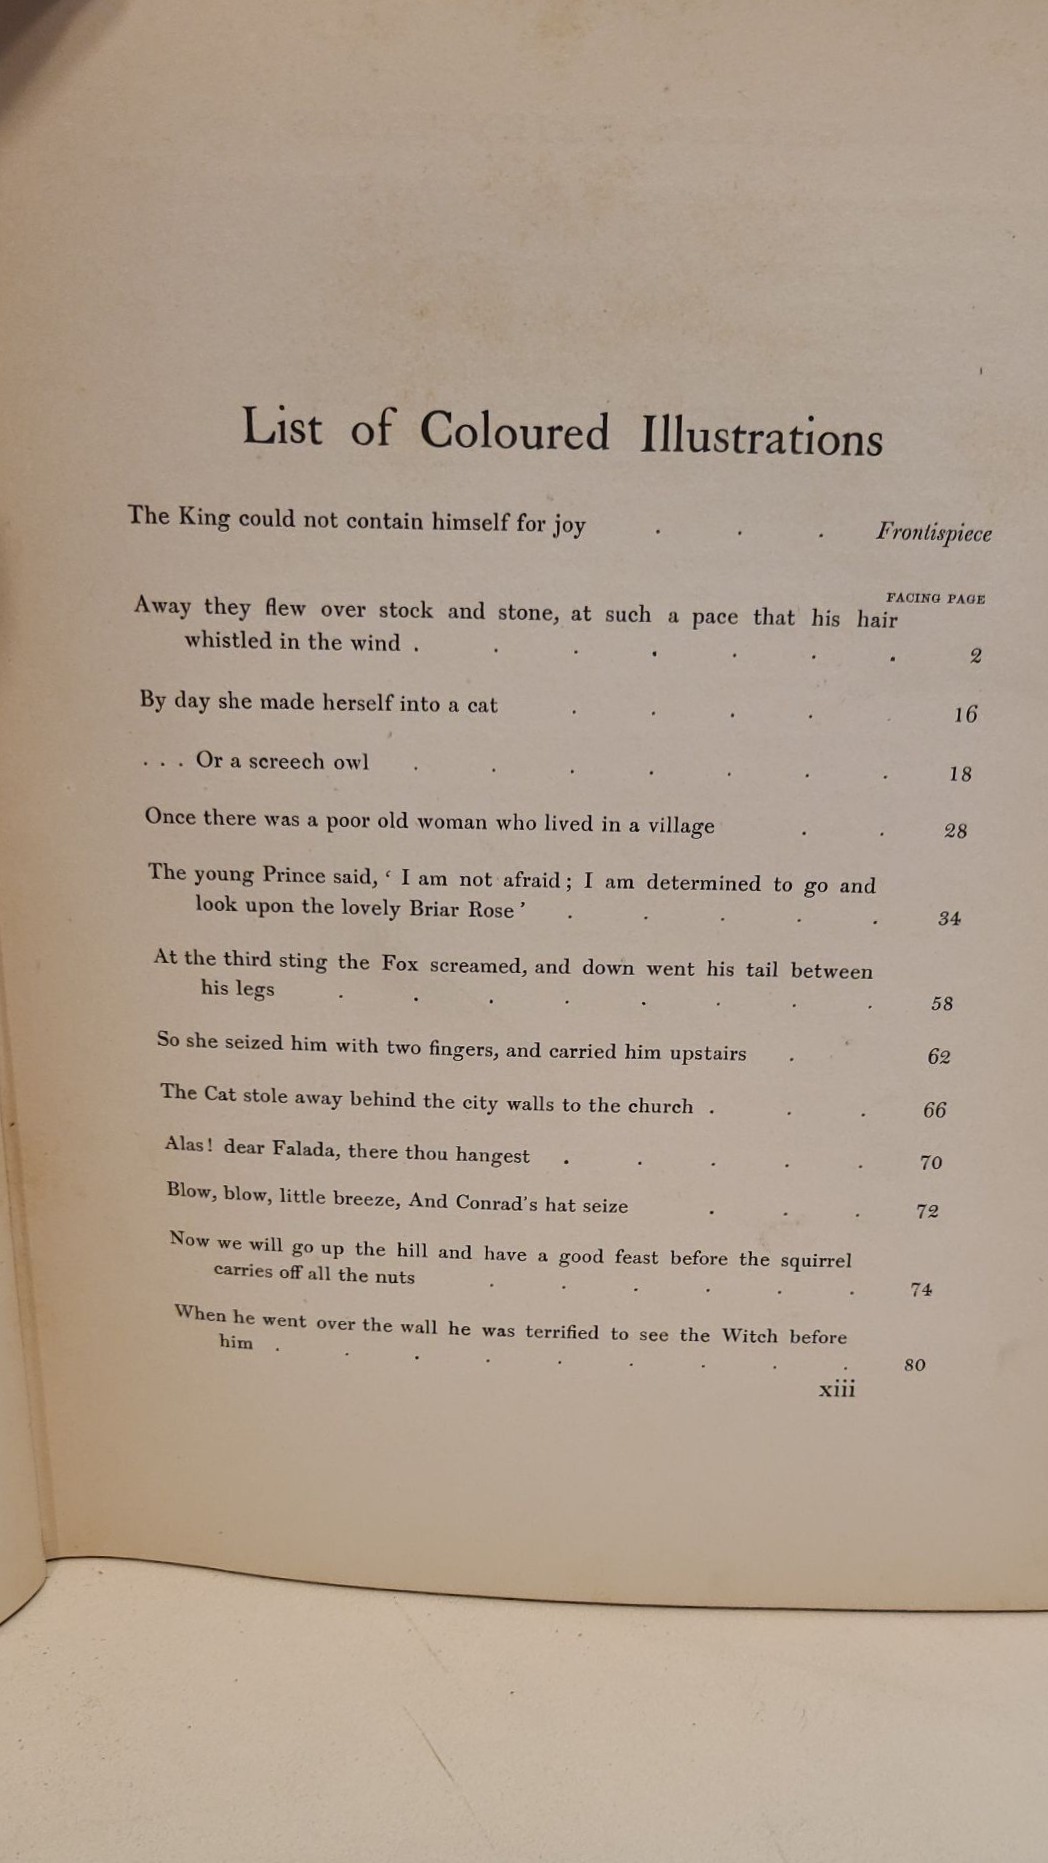 List of Coloured Illustrations
The King could not contain himself for joy . . . Frontispiece
FACING PAGE
Away they flew over stock and stone, at such a pace that his hair
whistled in the wind . . . . . . . 2
By day she made herself into a cat . . . . . 16
. . . Or a screech owl . . . . . . . 18
Once there was a poor old woman who lived in a village . . 28
The young Prince said, ‘ I am not afraid ; I am determined to go and
look upon the lovely Briar Rose ’ . . . . . 34
At the third sting the Fox screamed, and down went his tail between
his legs . . . . . . . . 58
So she seized him with two fingers, and carried him upstairs . . 62
The Cat stole away behind the city walls to the church . . . 66
Alas! dear Falada, there thou hangest . . . . . 70
Blow, blow, little breeze, And Conrad's hat seize . . . 72
Now we will go up the hill and have a good feast before the squirrel
carries off all the nuts . . . . . . 74
When he went over the wall he was terrified to see the Witch before
him . . . . . . . . . 80
xiii